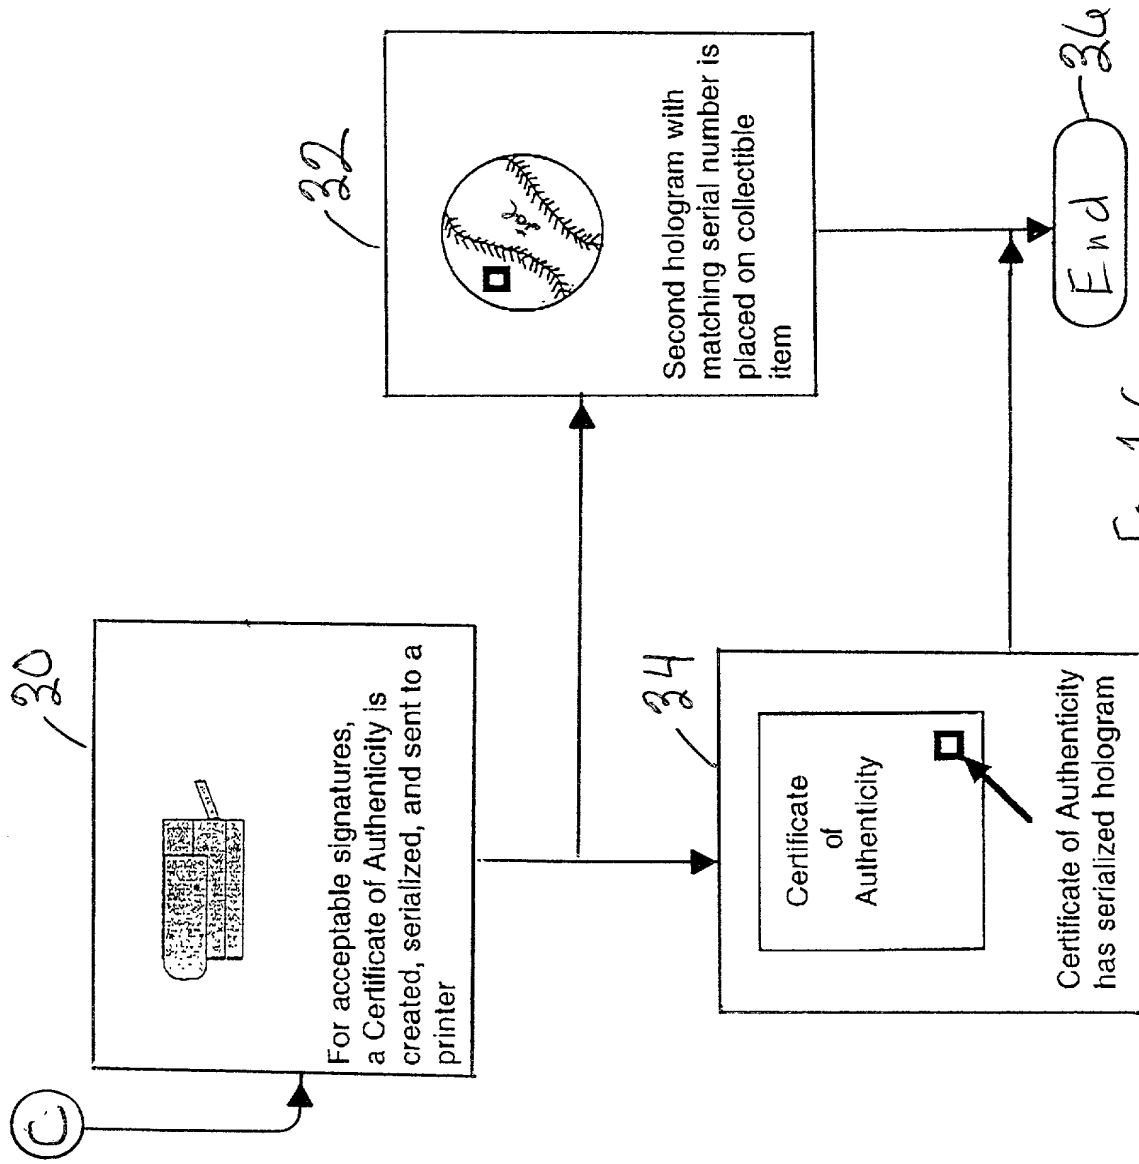 C
30
For acceptable signatures,
a Certificate of Authenticity is
created, serialized, and sent to a
printer
32
Second hologram with
matching serial number is
placed on collectible
item
34
Certificate
of
Authenticity
Certificate of Authenticity
has serialized hologram
End
36